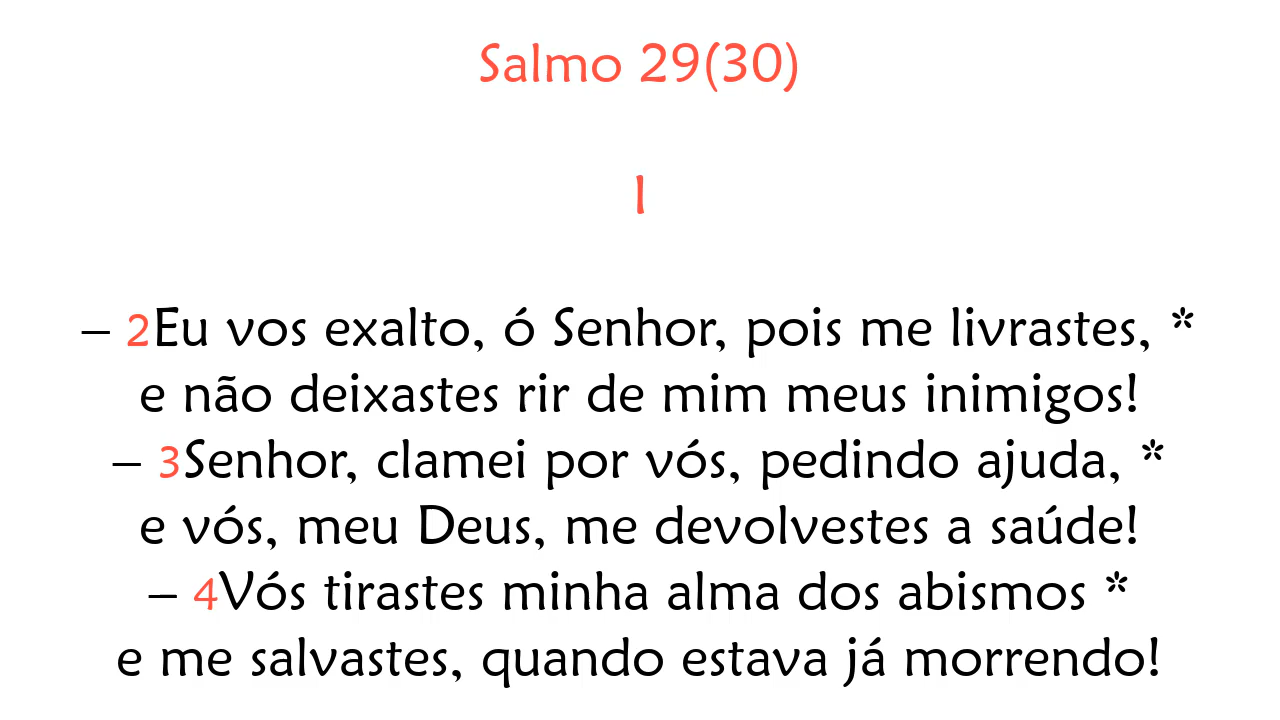 Salmo 29(30)
I
– 2Eu vos exalto, ó Senhor, pois me livrastes, *
e não deixastes rir de mim meus inimigos!
– 3Senhor, clamei por vós, pedindo ajuda, *
e vós, meu Deus, me devolvestes a saúde!
– 4Vós tirastes minha alma dos abismos *
e me salvastes, quando estava já morrendo!